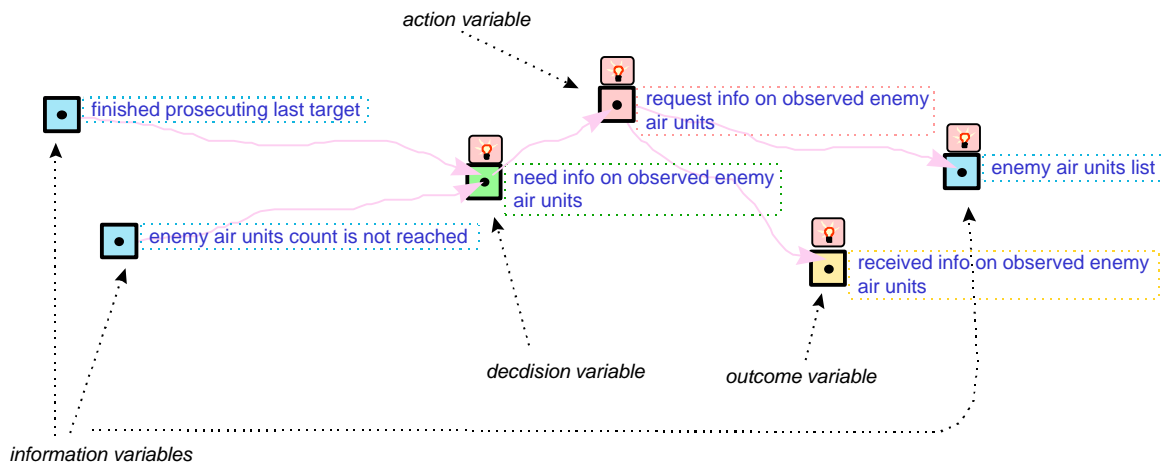 action variable
finished prosecuting last target
request info on observed enemy
air units
enemy air units list
need info on observed enemy
air units
enemy air units count is not reached
received info on observed enemy
air units
decdision variable
outcome variable
information variables